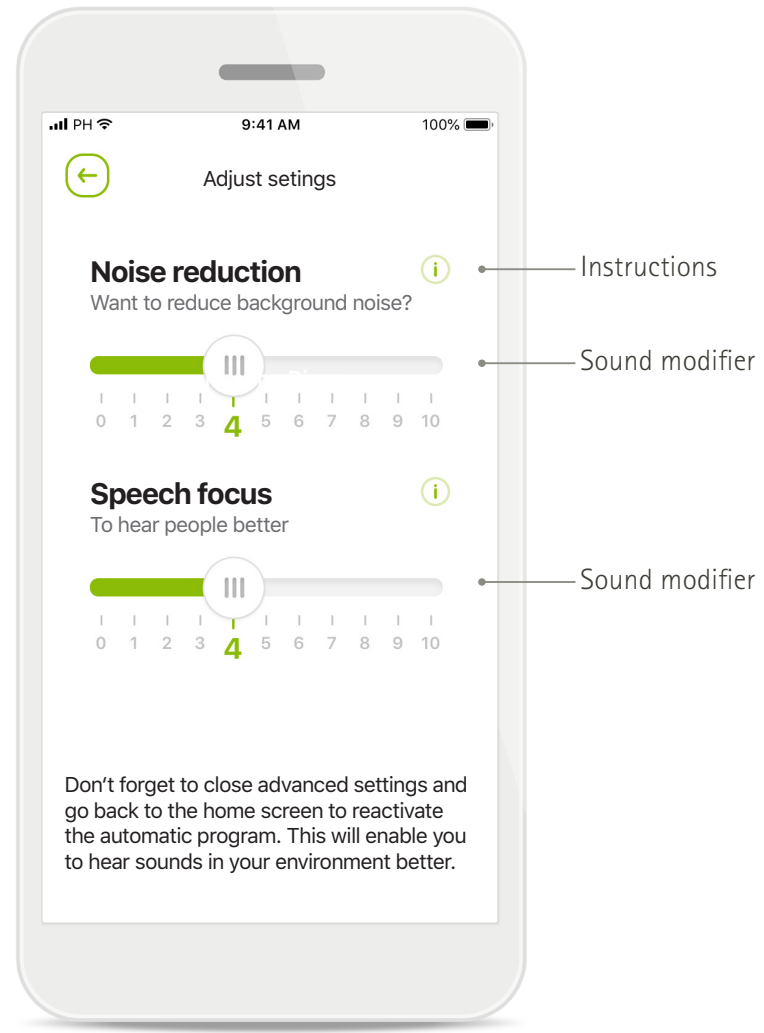 PH 9:41 AM 100%
Adjust setings
Noise reduction
Instructions
Want to reduce background noise?
Sound modifier
0 1 2 3 4 5 6 7 8 9 10
Speech focus
To hear people better
Sound modifier
0 1 2 3 4 5 6 7 8 9 10
Don't forget to close advanced settings and
go back to the home screen to reactivate
the automatic program. This will enable you
to hear sounds in your environment better.